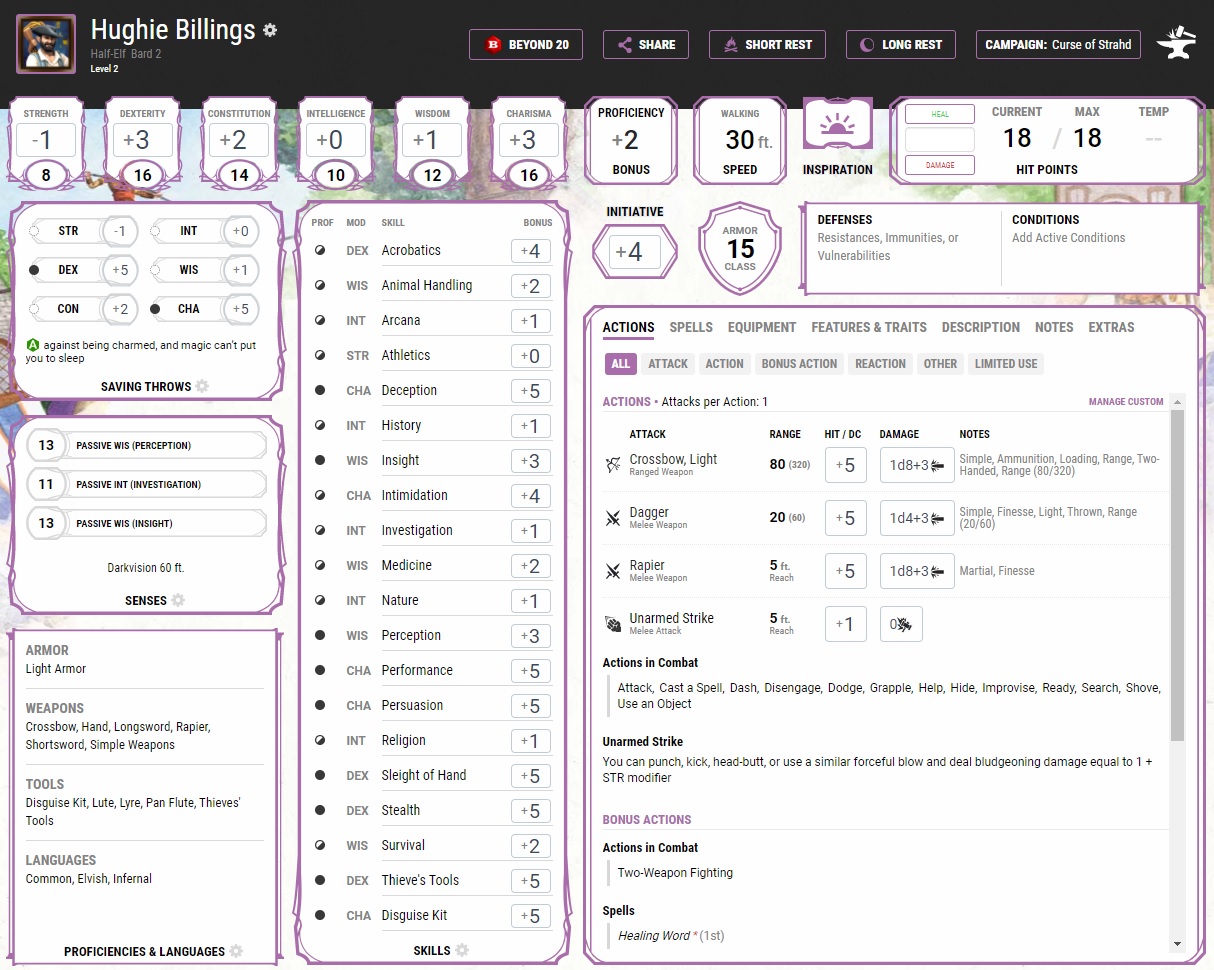 Hughie Billings
Half-Elf Bard 2
Level 2
BEYOND 20
SHARE
SHORT REST
LONG REST
CAMPAIGN: Curse of Strahd
STRENGTH
-1
8
DEXTERITY
+3
16
CONSTITUTION
+2
14
INTELLIGENCE
+0
10
WISDOM
+1
12
CHARISMA
+3
16
PROFICIENCY
+2
BONUS
WALKING
30 ft.
SPEED
INSPIRATION
HEAL
DAMAGE
CURRENT MAX TEMP
18 / 18 --
HIT POINTS
STR -1 INT +0
DEX +5 WIS +1
CON +2 CHA +5
A against being charmed, and magic can't put
you to sleep
SAVING THROWS
13 PASSIVE WIS (PERCEPTION)
11 PASSIVE INT (INVESTIGATION)
13 PASSIVE WIS (INSIGHT)
Darkvision 60 ft.
SENSES
ARMOR
Light Armor
WEAPONS
Crossbow, Hand, Longsword, Rapier,
Shortsword, Simple Weapons
TOOLS
Disguise Kit, Lute, Lyre, Pan Flute, Thieves'
Tools
LANGUAGES
Common, Elvish, Infernal
PROFICIENCIES & LANGUAGES
PROF MOD SKILL BONUS
DEX Acrobatics +4
WIS Animal Handling +2
INT Arcana +1
STR Athletics +0
CHA Deception +5
INT History +1
WIS Insight +3
CHA Intimidation +4
INT Investigation +1
WIS Medicine +2
INT Nature +1
WIS Perception +3
CHA Performance +5
CHA Persuasion +5
INT Religion +1
DEX Sleight of Hand +5
DEX Stealth +5
WIS Survival +2
DEX Thieve's Tools +5
CHA Disguise Kit +5
SKILLS
INITIATIVE
+4
ARMOR
15
CLASS
DEFENSES
Resistances, Immunities, or
Vulnerabilities
CONDITIONS
Add Active Conditions
ACTIONS SPELLS EQUIPMENT FEATURES & TRAITS DESCRIPTION NOTES EXTRAS
ALL ATTACK ACTION BONUS ACTION REACTION OTHER LIMITED USE
ACTIONS • Attacks per Action: 1 MANAGE CUSTOM
ATTACK RANGE HIT / DC DAMAGE NOTES
Crossbow, Light 80 (320) +5 1d8+3 Simple, Ammunition, Loading, Range, Two-
Ranged Weapon Handed, Range (80/320)
Dagger 20 (60) +5 1d4+3 Simple, Finesse, Light, Thrown, Range
Melee Weapon (20/60)
Rapier 5 ft. +5 1d8+3 Martial, Finesse
Melee Weapon Reach
Unarmed Strike 5 ft. +1 0
Melee Attack Reach
Actions in Combat
Attack, Cast a Spell, Dash, Disengage, Dodge, Grapple, Help, Hide, Improvise, Ready, Search, Shove,
Use an Object
Unarmed Strike
You can punch, kick, head-butt, or use a similar forceful blow and deal bludgeoning damage equal to 1 +
STR modifier
BONUS ACTIONS
Actions in Combat
Two-Weapon Fighting
Spells
Healing Word * (1st)